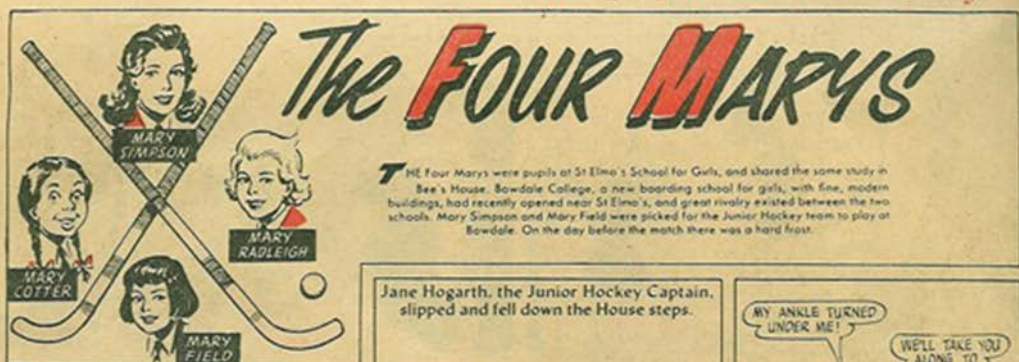 The FOUR MARYS
MARY
SIMPSON
MARY
COTTER
MARY
RADLEIGH
MARY
FIELD
THE Four Marys were pupils at St Elmo's School for Girls, and shared the same study in
Bee's House. Bowdale College, a new boarding school for girls, with fine, modern
buildings, had recently opened near St Elmo's, and great rivalry existed between the two
schools. Mary Simpson and Mary Field were picked for the Junior Hockey team to play at
Bowdale. On the day before the match there was a hard frost.
Jane Hogarth, the Junior Hockey Captain,
slipped and fell down the House steps.
MY ANKLE TURNED
UNDER ME!
WE'LL TAKE YOU
ALONG TO